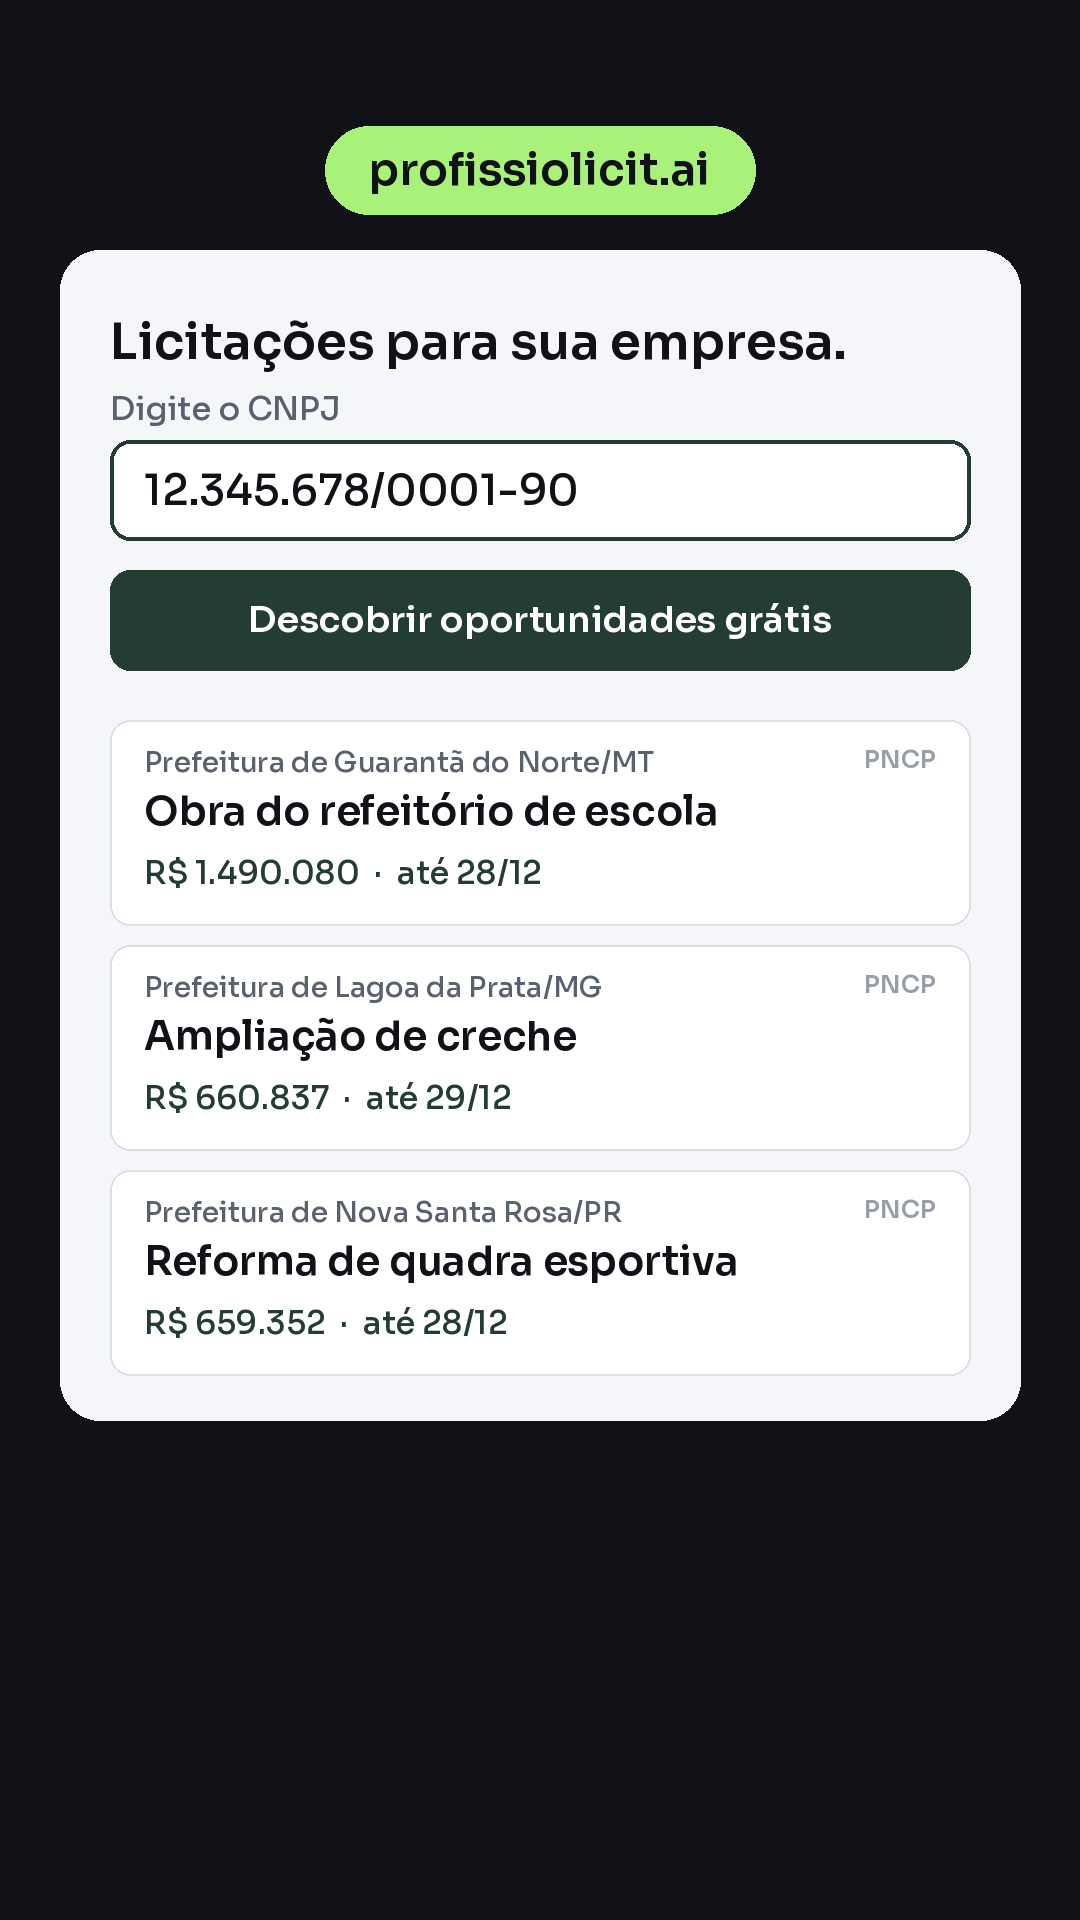 profissiolicit.ai
Licitações para sua empresa.
Digite o CNPJ
12.345.678/0001-90
Descobrir oportunidades grátis
Prefeitura de Guarantã do Norte/MT
PNCP
Obra do refeitório de escola
R$ 1.490.080 · até 28/12
Prefeitura de Lagoa da Prata/MG
PNCP
Ampliação de creche
R$ 660.837 · até 29/12
Prefeitura de Nova Santa Rosa/PR
PNCP
Reforma de quadra esportiva
R$ 659.352 · até 28/12